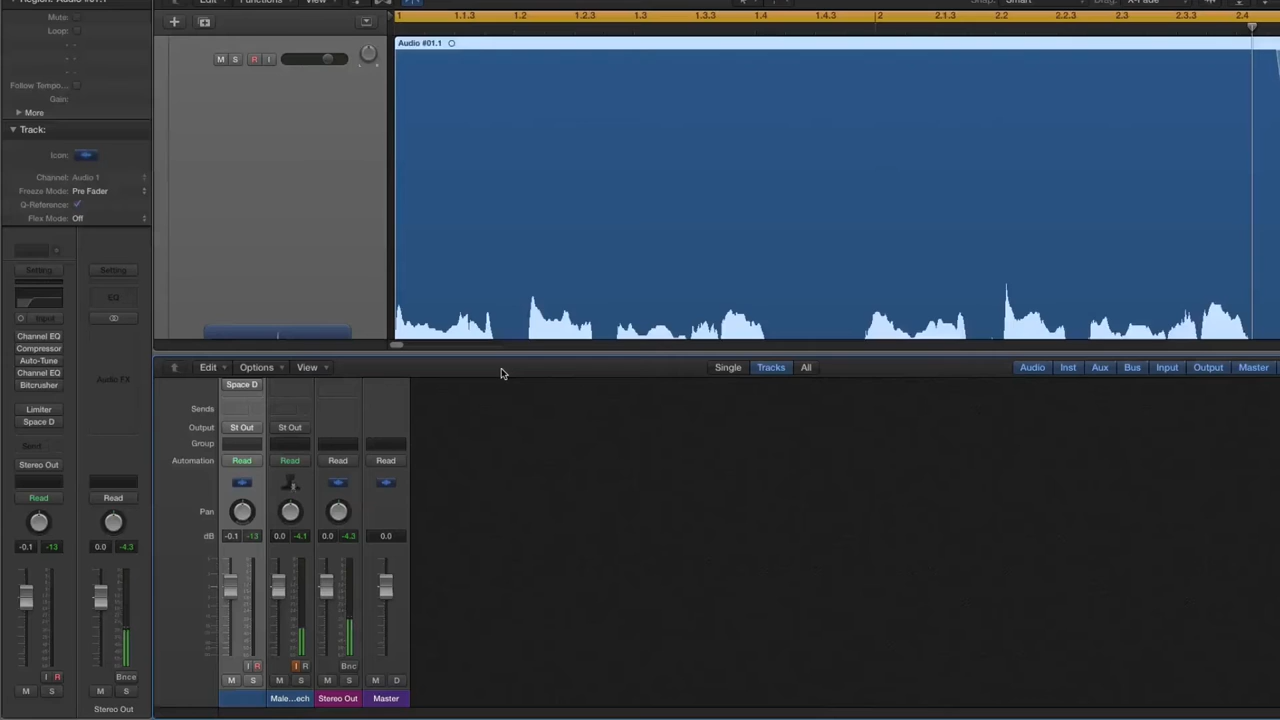 Region: Audio #01.1
Mute:
Loop:
Follow Tempo...
Gain:
More
Track:
Icon:
Channel: Audio 1
Freeze Mode: Pre Fader
Q-Reference:
Flex Mode: Off
Setting Setting
EQ
Input
Channel EQ
Compressor
Auto-Tune
Channel EQ
Bitcrusher
Audio FX
Limiter
Space D
Send
Stereo Out
Read Read
-0.1 -13 0.0 -4.3
I R Bnce
M S M S
Stereo Out
Edit Functions View
Snap: Smart Drag: X-Fade
1 1.1.3 1.2 1.2.3 1.3 1.3.3 1.4 1.4.3 2 2.1.3 2.2 2.2.3 2.3 2.3.3 2.4
Audio #01.1
M S R I
Edit Options View Single Tracks All Audio Inst Aux Bus Input Output Master
Space D
Sends
Output St Out St Out
Group
Automation Read Read Read Read
Pan
dB -0.1 -13 0.0 -4.1 0.0 -4.3 0.0
I R I R Bnc
M S M S M S M D
Male...ech Stereo Out Master